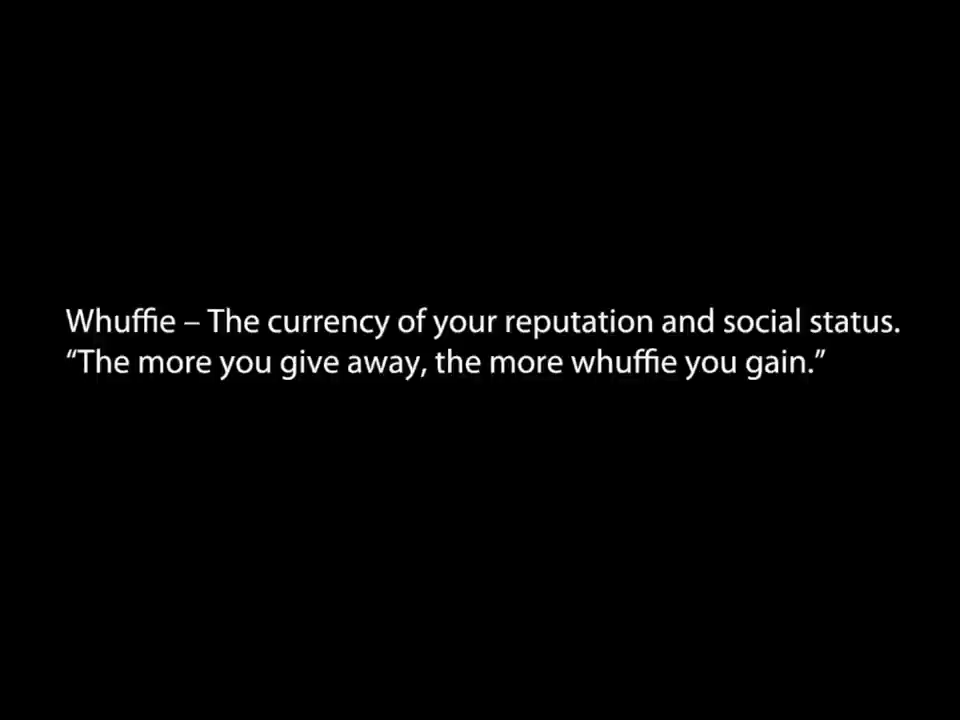 Whuffie – The currency of your reputation and social status.
“The more you give away, the more whuffie you gain.”